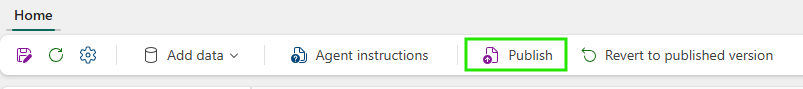 Home
Add data Agent instructions Publish Revert to published version